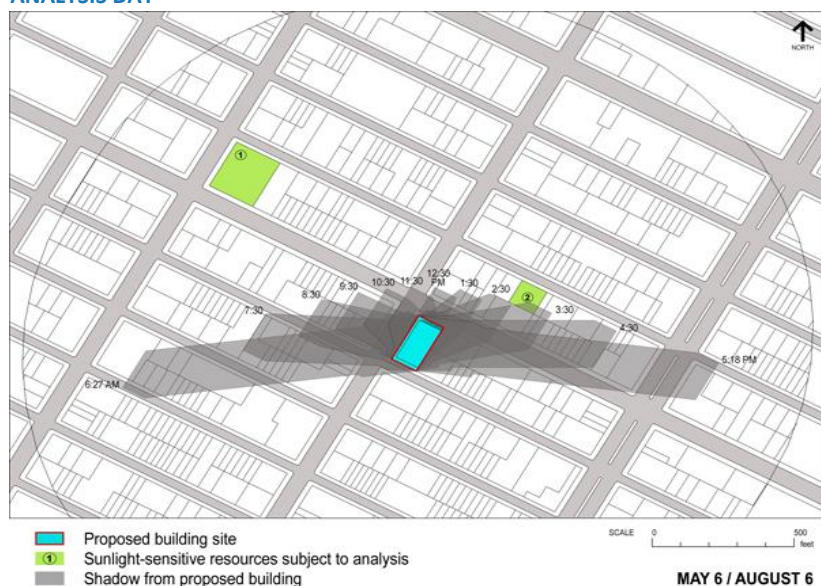 ANALYSIS DAY
NORTH
1
12:30
PM
11:30
10:30
1:30
9:30
2:30
8:30
2
3:30
7:30
4:30
5:18 PM
6:27 AM
Proposed building site
1 Sunlight-sensitive resources subject to analysis
Shadow from proposed building
SCALE 0 500
feet
MAY 6 / AUGUST 6